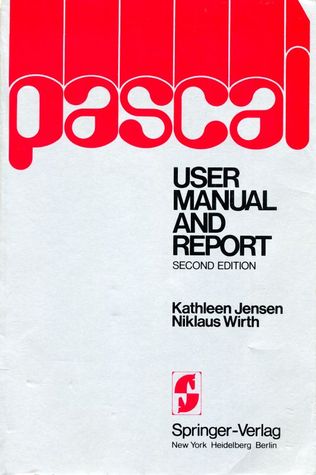 pascal
USER
MANUAL
AND
REPORT
SECOND EDITION
Kathleen Jensen
Niklaus Wirth
Springer-Verlag
New York Heidelberg Berlin